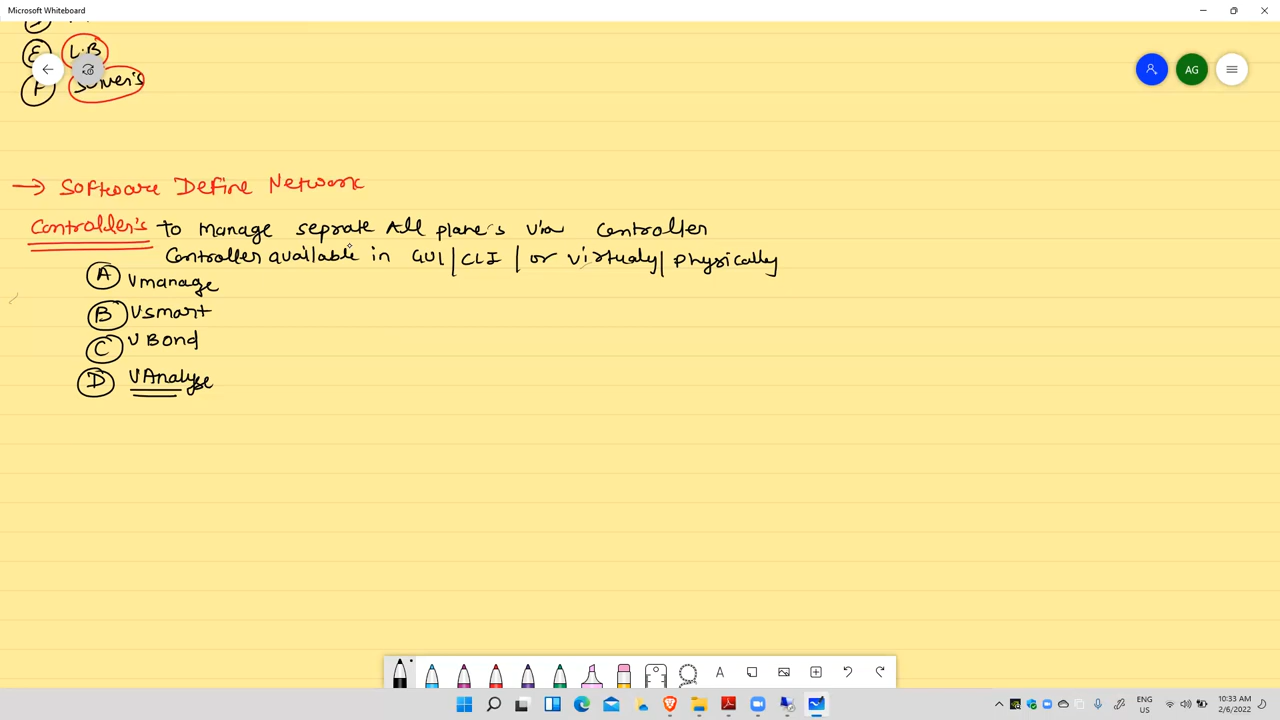 Microsoft Whiteboard
E L.B
F
AG
→ Software Define Network
Controller's to manage seprate All plane's via controller
Controller available in GUI | CLI | or virtualy | physically
A Vmanage
B Vsmart
C V Bond
D VAnalyse
A
ENG
US
10:33 AM
2/6/2022